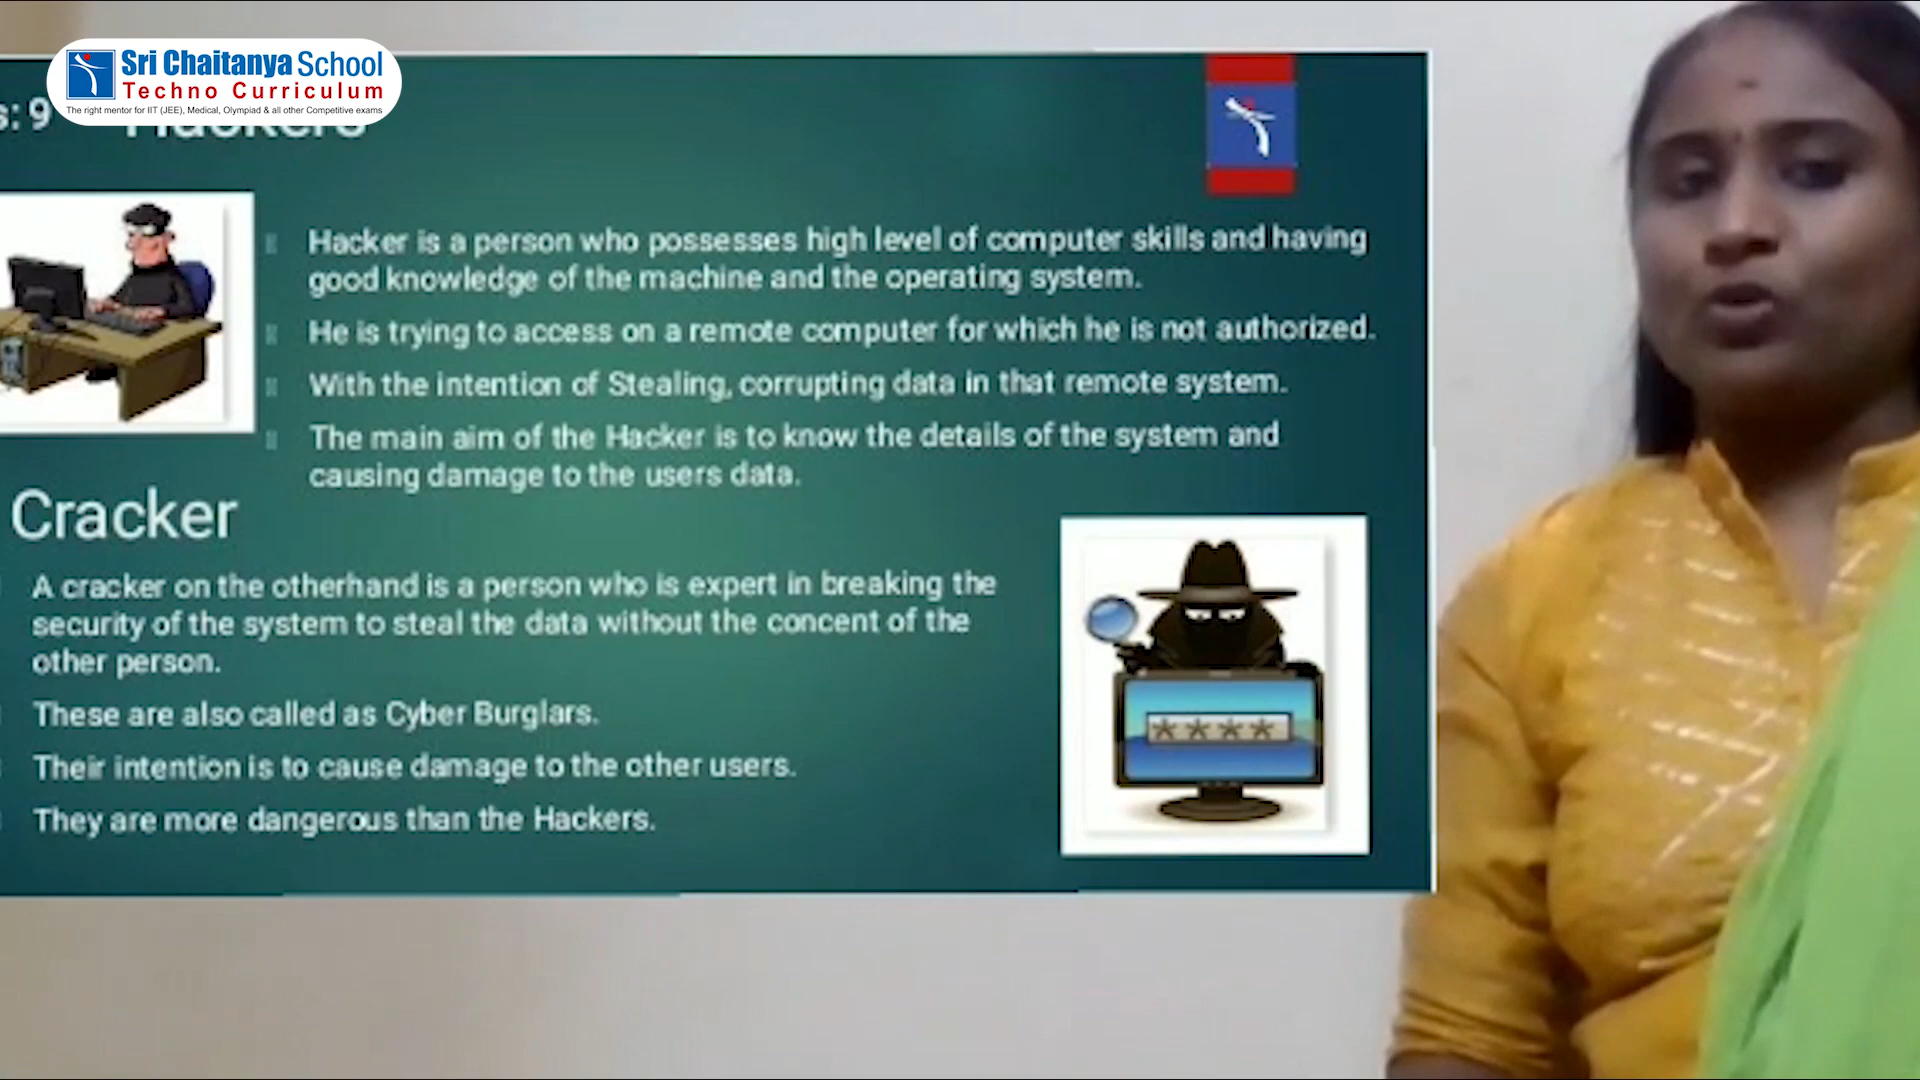 Sri Chaitanya School
Techno Curriculum
The right mentor for IIT (JEE), Medical, Olympiad & all other Competitive exams
s: 9
Hackers
Hacker is a person who possesses high level of computer skills and having
good knowledge of the machine and the operating system.
He is trying to access on a remote computer for which he is not authorized.
With the intention of Stealing, corrupting data in that remote system.
The main aim of the Hacker is to know the details of the system and
causing damage to the users data.
Cracker
A cracker on the otherhand is a person who is expert in breaking the
security of the system to steal the data without the concent of the
other person.
These are also called as Cyber Burglars.
Their intention is to cause damage to the other users.
They are more dangerous than the Hackers.
****